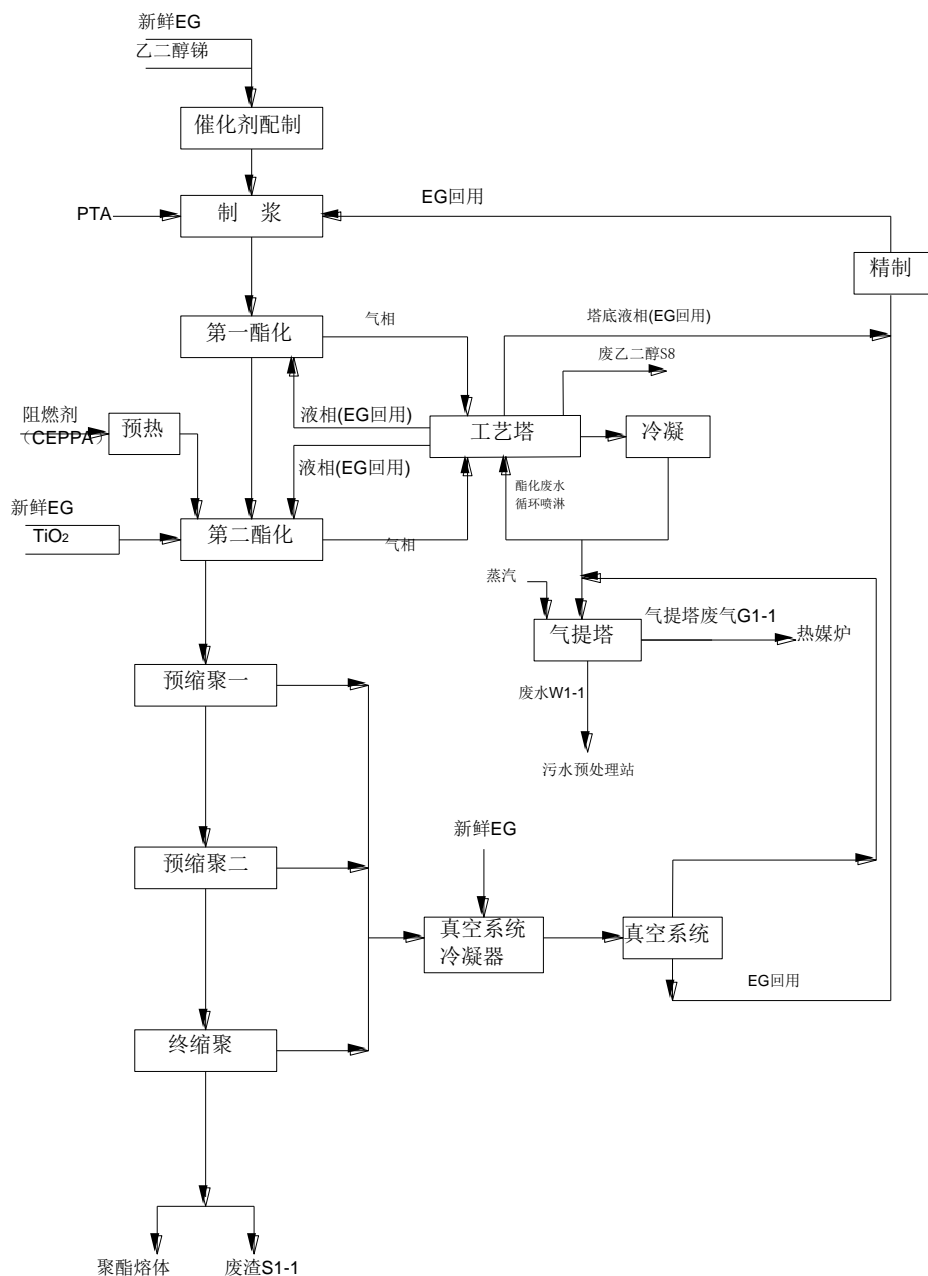 新鲜EG
乙二醇锑
催化剂配制
EG回用
PTA
制 浆
精制
塔底液相(EG回用)
气相
第一酯化
废乙二醇S8
阻燃剂
（CEPPA）
预热
液相(EG回用)
工艺塔
冷凝
液相(EG回用)
酯化废水
循环喷淋
新鲜EG
TiO2
第二酯化
气相
蒸汽
气提塔
气提塔废气G1-1
热媒炉
预缩聚一
废水W1-1
污水预处理站
新鲜EG
预缩聚二
真空系统
冷凝器
真空系统
EG回用
终缩聚
聚酯熔体
废渣S1-1